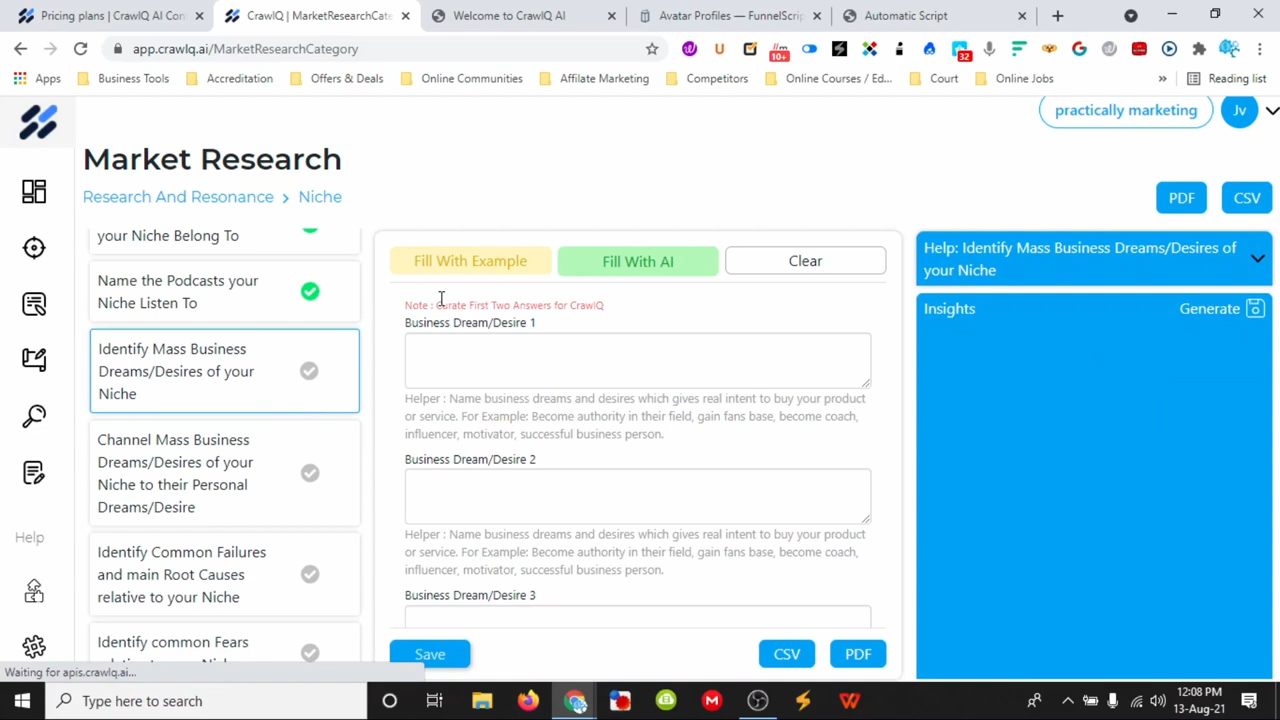 Pricing plans | CrawlQ AI Con
CrawlQ | MarketResearchCate
Welcome to CrawlQ AI
Avatar Profiles — FunnelScrip
Automatic Script
app.crawlq.ai/MarketResearchCategory
10+
32
Apps
Business Tools
Accreditation
Offers & Deals
Online Communities
Affilate Marketing
Competitors
Online Courses / Ed...
Court
Online Jobs
»
Reading list
practically marketing
Jv
Market Research
Research And Resonance > Niche
PDF
CSV
your Niche Belong To
Name the Podcasts your
Niche Listen To
Identify Mass Business
Dreams/Desires of your
Niche
Channel Mass Business
Dreams/Desires of your
Niche to their Personal
Dreams/Desire
Identify Common Failures
and main Root Causes
relative to your Niche
Identify common Fears
Help
Fill With Example
Fill With AI
Clear
Note : Curate First Two Answers for CrawlQ
Business Dream/Desire 1
Helper : Name business dreams and desires which gives real intent to buy your product
or service. For Example: Become authority in their field, gain fans base, become coach,
influencer, motivator, successful business person.
Business Dream/Desire 2
Helper : Name business dreams and desires which gives real intent to buy your product
or service. For Example: Become authority in their field, gain fans base, become coach,
influencer, motivator, successful business person.
Business Dream/Desire 3
Save
CSV
PDF
Help: Identify Mass Business Dreams/Desires of
your Niche
Insights
Generate
Waiting for apis.crawlq.ai...
Type here to search
12:08 PM
13-Aug-21